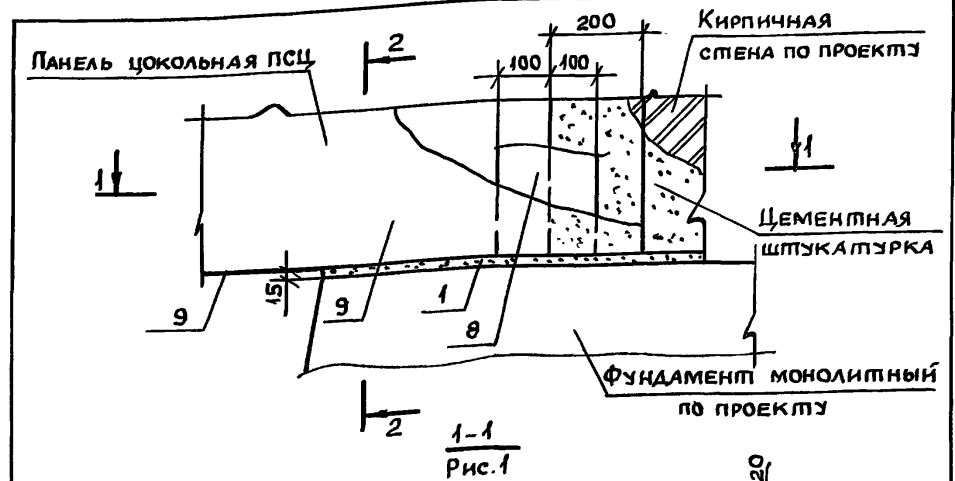 2
200
Кирпичная
стена по проекту
Панель цокольная ПСЦ
100 100
1
1
Цементная
штукатурка
15
9
9
1
8
Фундамент монолитный
по проекту
2
1-1
Рис.1
20